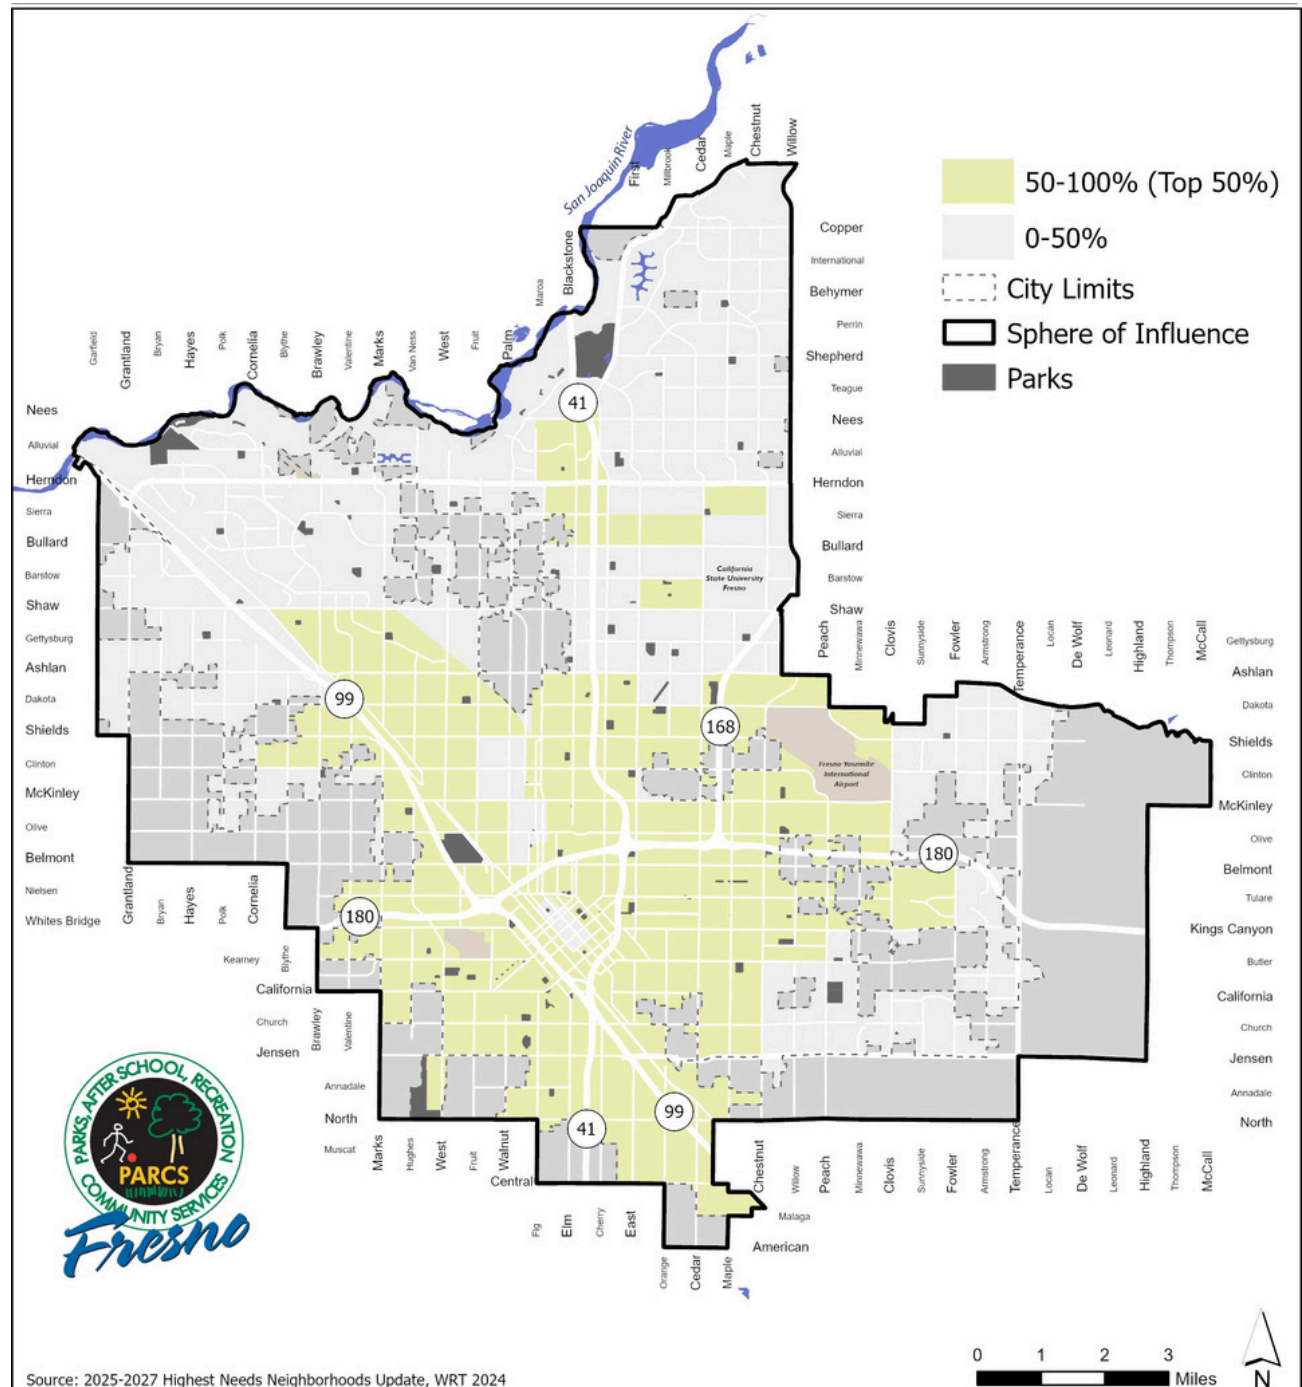 San Joaquin River
First
Millbrook
Cedar
Maple
Chestnut
Willow
50-100% (Top 50%)
0-50%
City Limits
Sphere of Influence
Parks
Copper
International
Behymer
Perrin
Shepherd
Teague
Nees
Alluvial
Herndon
Sierra
Bullard
Barstow
Shaw
Blackstone
Maroa
Garfield
Grantland
Bryan
Hayes
Polk
Cornelia
Blythe
Brawley
Valentine
Marks
Van Ness
West
Fruit
Palm
Nees
Alluvial
Herndon
Sierra
Bullard
Barstow
Shaw
Gettysburg
Ashlan
Dakota
Shields
Clinton
McKinley
Olive
Belmont
Nielsen
Whites Bridge
41
California
State University
Fresno
Peach
Minnewawa
Clovis
Sunnyside
Fowler
Armstrong
Temperance
Locan
De Wolf
Leonard
Highland
Thompson
McCall
Gettysburg
Ashlan
Dakota
Shields
Clinton
McKinley
Olive
Belmont
Tulare
Kings Canyon
Butler
California
Church
Jensen
Annadale
North
99
168
Fresno Yosemite
International
Airport
180
180
Grantland
Bryan
Hayes
Polk
Cornelia
Kearney
Blythe
California
Church
Brawley
Valentine
Jensen
Annadale
North
Muscat
Marks
Hughes
West
Fruit
Walnut
Central
41
99
Fig
Elm
Cherry
East
Orange
Cedar
Maple
American
Malaga
Chestnut
Willow
Peach
Minnewawa
Clovis
Sunnyside
Fowler
Armstrong
Temperance
Locan
De Wolf
Leonard
Highland
Thompson
McCall
PARKS, AFTER SCHOOL, RECREATION
COMMUNITY SERVICES
PARCS
Fresno
0 1 2 3
Miles
N
Source: 2025-2027 Highest Needs Neighborhoods Update, WRT 2024